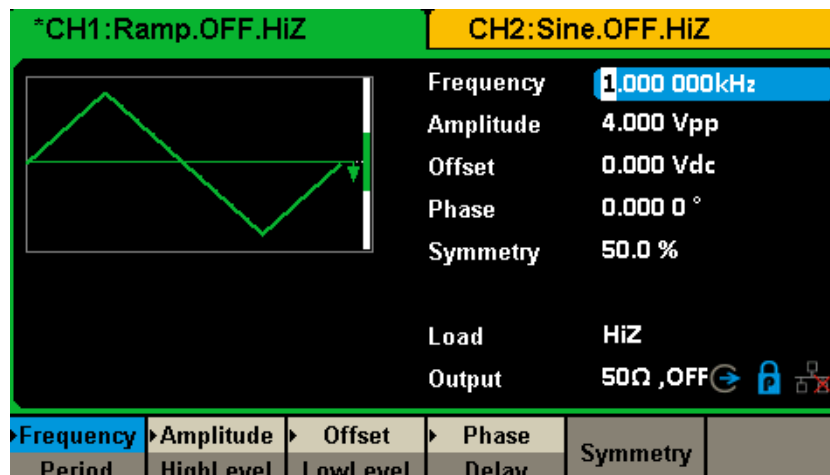 *CH1:Ramp.OFF.HiZ
CH2:Sine.OFF.HiZ
Frequency 1.000 000kHz
Amplitude 4.000 Vpp
Offset 0.000 Vdc
Phase 0.000 0 °
Symmetry 50.0 %
Load HiZ
Output 50Ω ,OFF
Frequency Amplitude Offset Phase Symmetry
Period HighLevel LowLevel Delay